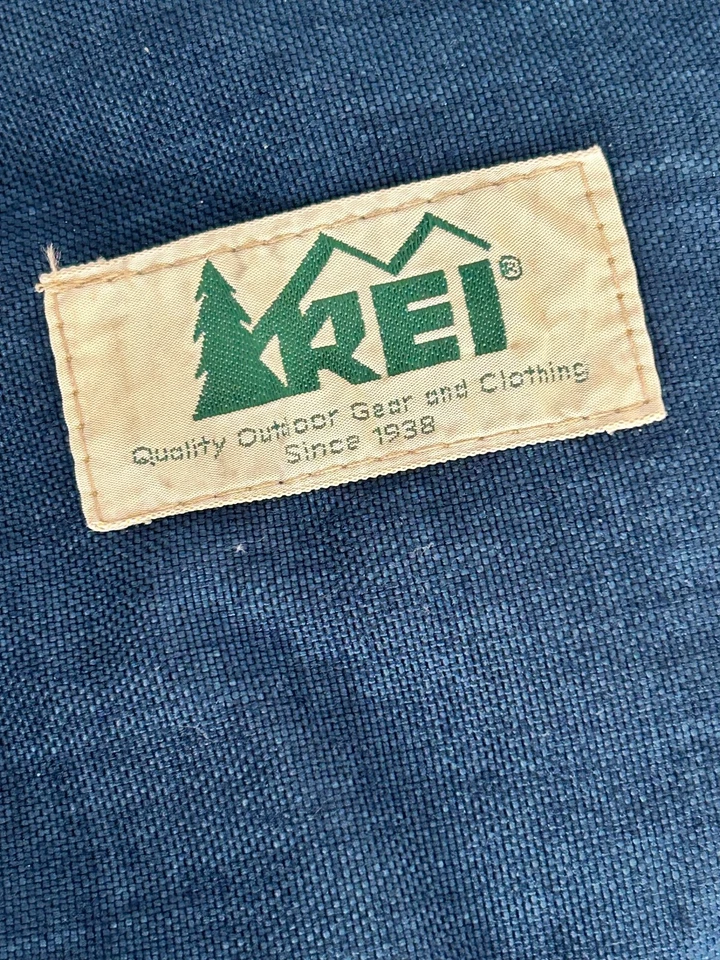 REI®
Quality Outdoor Gear and Clothing
Since 1938